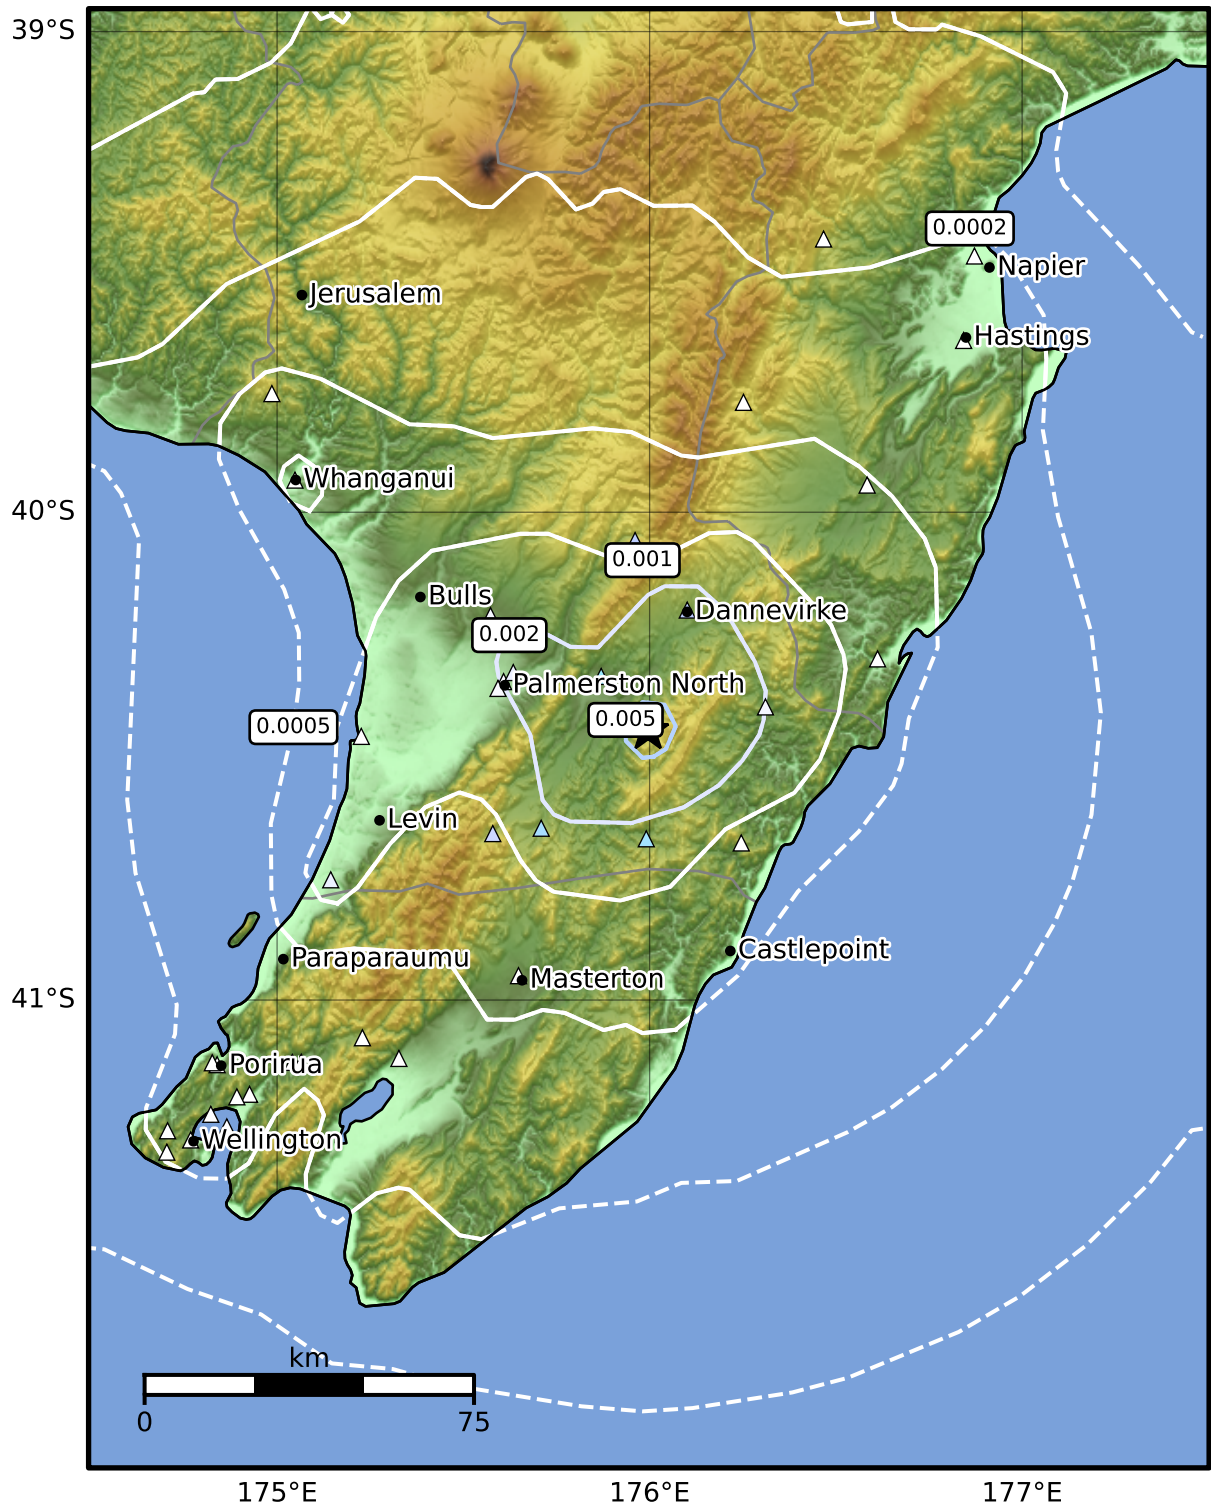 39°S
0.0002
Napier
Jerusalem
Hastings
Whanganui
40°S
0.001
Bulls
Dannevirke
0.002
Palmerston North
0.005
0.0005
Levin
Castlepoint
Paraparaumu
Masterton
41°S
Porirua
Wellington
km
0 75
175°E 176°E 177°E